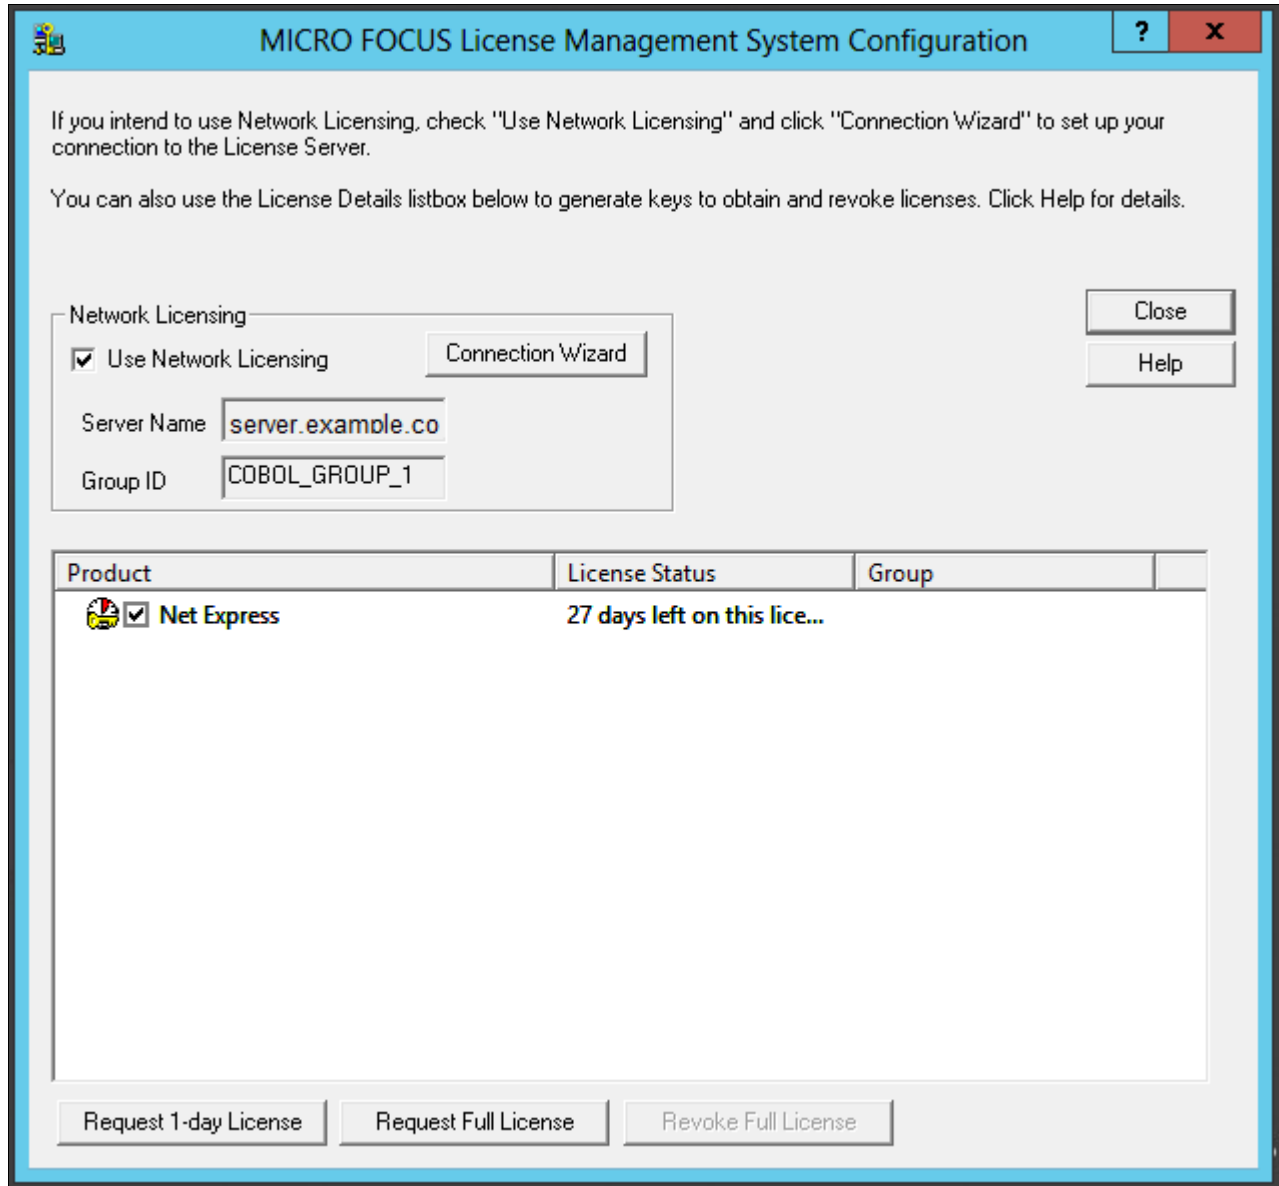 MICRO FOCUS License Management System Configuration
?
x
If you intend to use Network Licensing, check "Use Network Licensing" and click "Connection Wizard" to set up your
connection to the License Server.
You can also use the License Details listbox below to generate keys to obtain and revoke licenses. Click Help for details.
Network Licensing
Close
Use Network Licensing
Connection Wizard
Help
Server Name
server.example.co
Group ID
COBOL_GROUP_1
Product
License Status
Group
Net Express
27 days left on this lice...
Request 1-day License
Request Full License
Revoke Full License